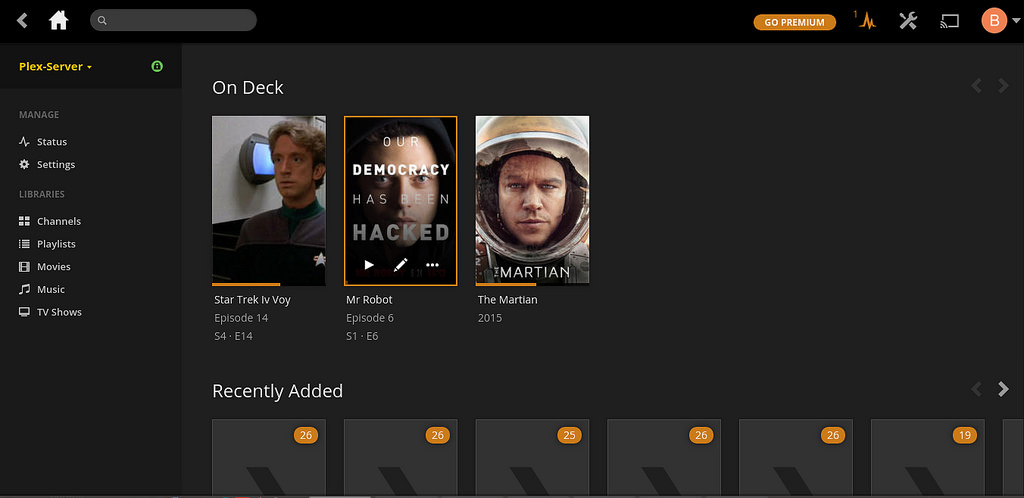 GO PREMIUM
1
B
Plex-Server
MANAGE
Status
Settings
LIBRARIES
Channels
Playlists
Movies
Music
TV Shows
On Deck
OUR
DEMOCRACY
HAS BEEN
HACKED
THE MARTIAN
Star Trek Iv Voy
Episode 14
S4 · E14
Mr Robot
Episode 6
S1 · E6
The Martian
2015
Recently Added
26
26
25
26
26
19